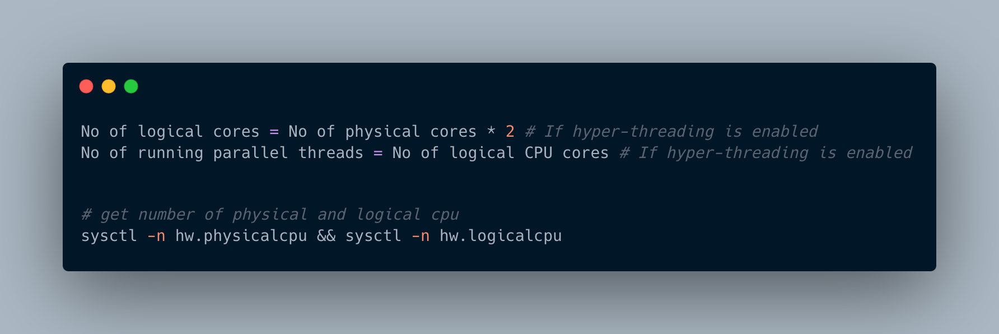 No of logical cores = No of physical cores * 2 # If hyper-threading is enabled
No of running parallel threads = No of logical CPU cores # If hyper-threading is enabled
# get number of physical and logical cpu
sysctl -n hw.physicalcpu && sysctl -n hw.logicalcpu